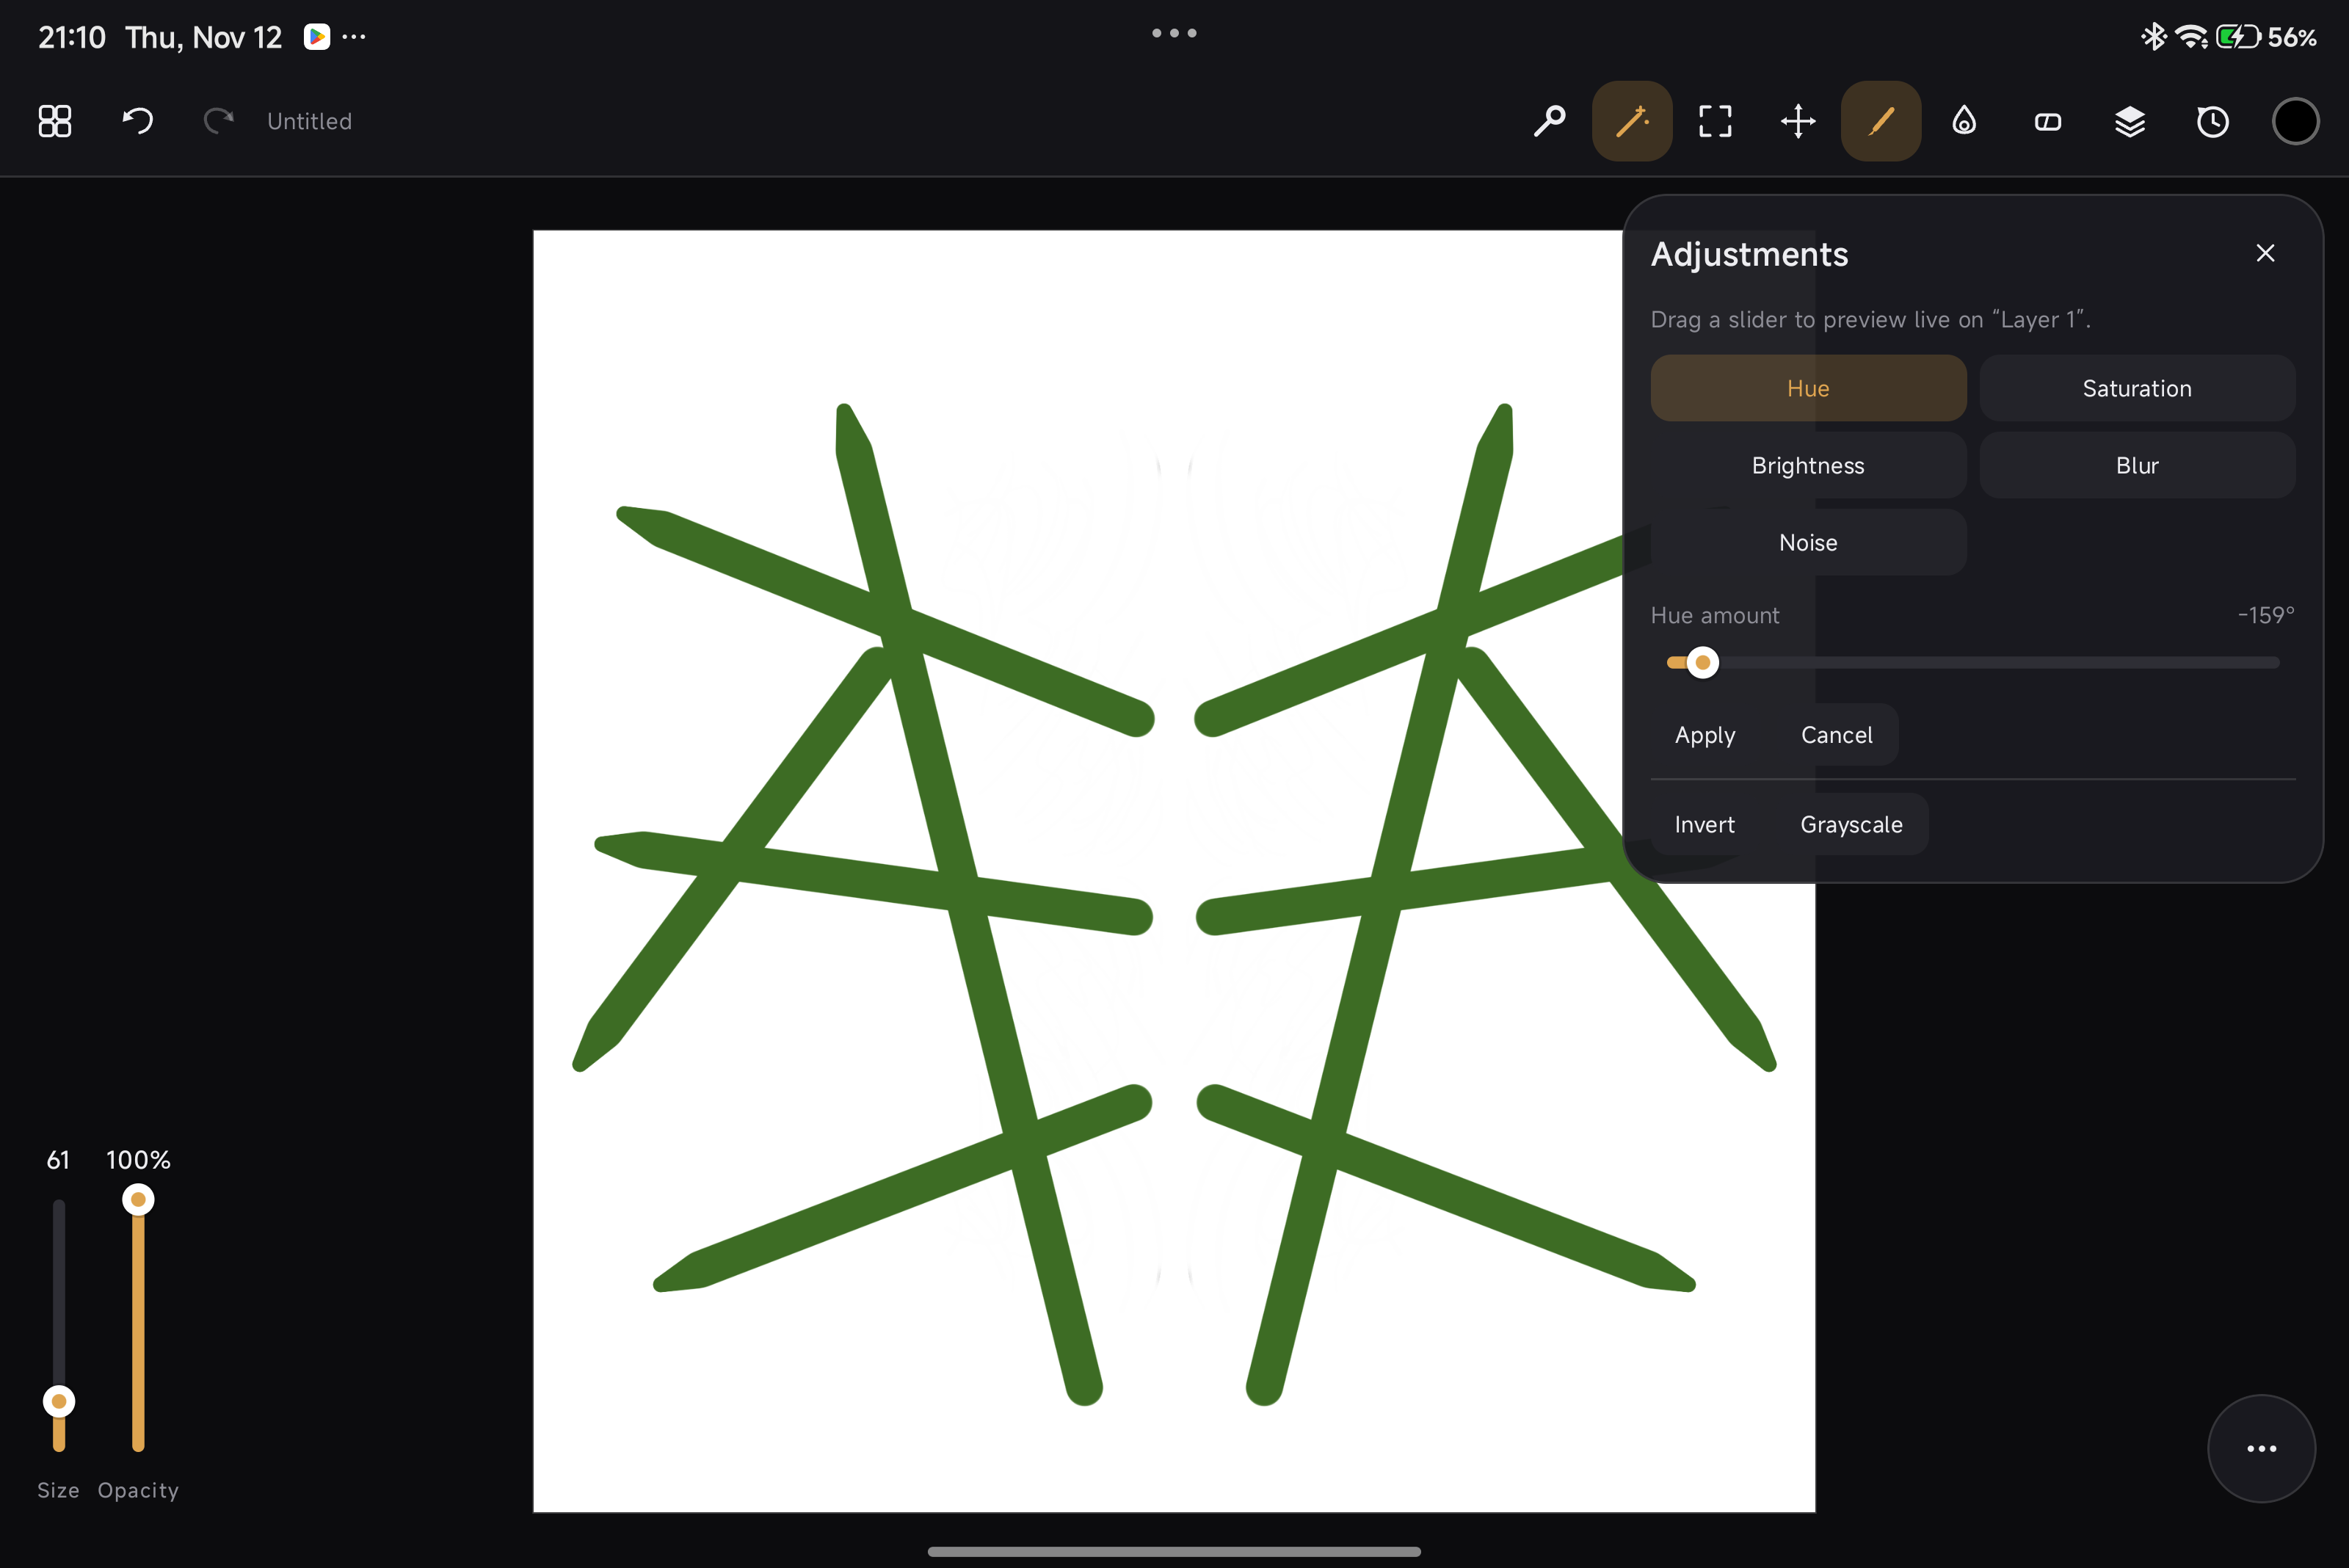 21:10 Thu, Nov 12
56%
Untitled
Adjustments
Drag a slider to preview live on “Layer 1”.
Hue
Saturation
Brightness
Blur
Noise
Hue amount
-159°
Apply
Cancel
Invert
Grayscale
61
100%
Size
Opacity